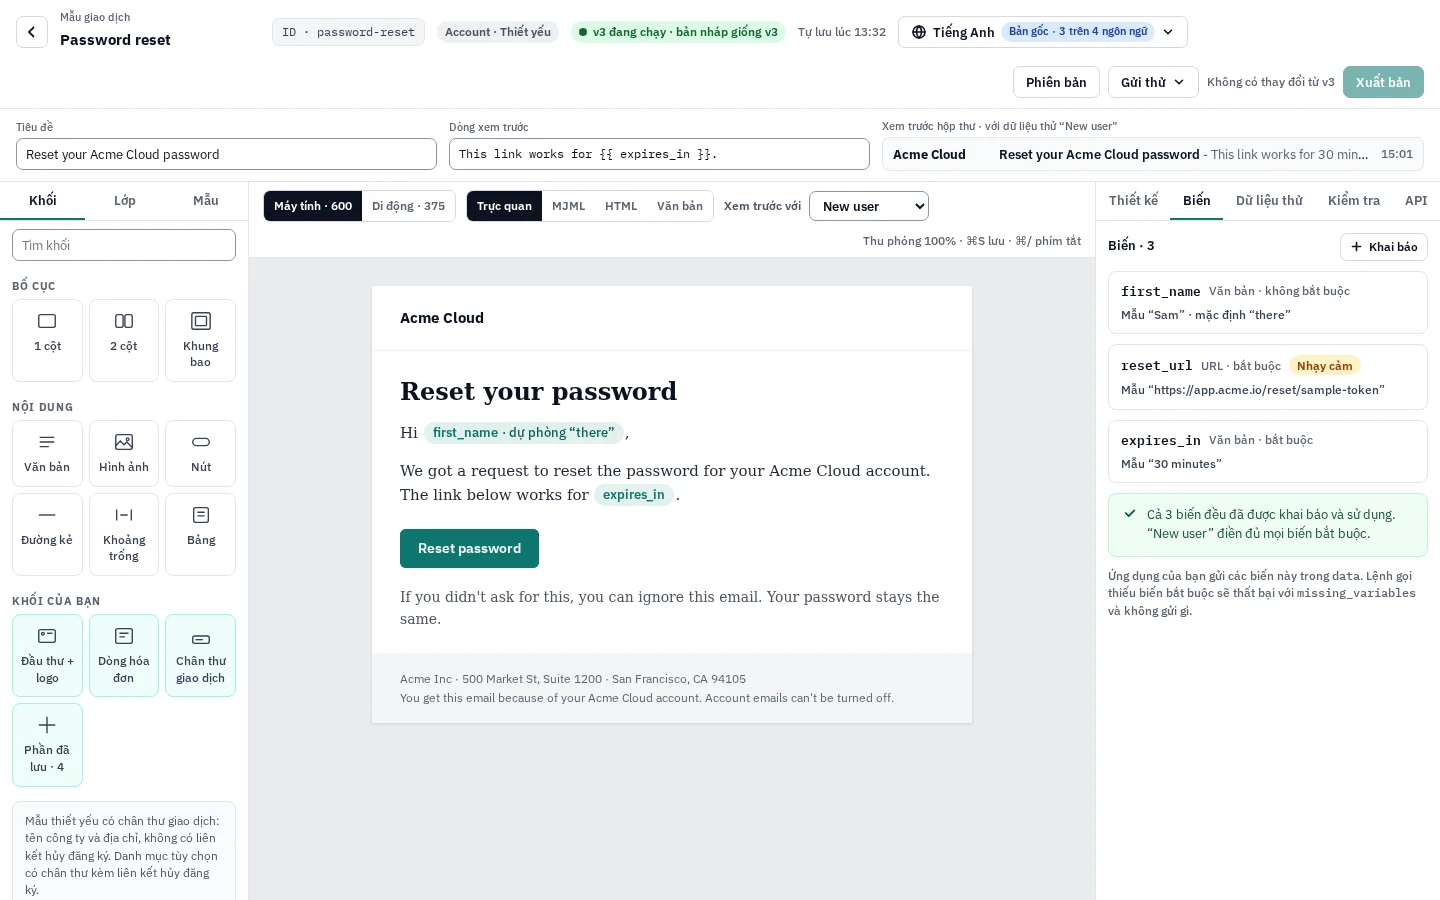 Mẫu giao dịch
Password reset
ID · password-reset
Account · Thiết yếu
v3 đang chạy · bản nháp giống v3
Tự lưu lúc 13:32
Tiếng Anh
Bản gốc · 3 trên 4 ngôn ngữ
Phiên bản
Gửi thử
Không có thay đổi từ v3
Xuất bản
Tiêu đề
Reset your Acme Cloud password
Dòng xem trước
This link works for {{ expires_in }}.
Xem trước hộp thư · với dữ liệu thử “New user”
Acme Cloud
Reset your Acme Cloud password - This link works for 30 min…
15:01
Khối
Lớp
Mẫu
Tìm khối
BỐ CỤC
1 cột
2 cột
Khung
bao
NỘI DUNG
Văn bản
Hình ảnh
Nút
Đường kẻ
Khoảng
trống
Bảng
KHỐI CỦA BẠN
Đầu thư +
logo
Dòng hóa
đơn
Chân thư
giao dịch
Phần đã
lưu · 4
Mẫu thiết yếu có chân thư giao dịch:
tên công ty và địa chỉ, không có liên
kết hủy đăng ký. Danh mục tùy chọn
có chân thư kèm liên kết hủy đăng
ký.
Máy tính · 600
Di động · 375
Trực quan
MJML
HTML
Văn bản
Xem trước với
New user
Thu phóng 100% · ⌘S lưu · ⌘/ phím tắt
Acme Cloud
Reset your password
Hi first_name · dự phòng “there” ,
We got a request to reset the password for your Acme Cloud account.
The link below works for expires_in .
Reset password
If you didn't ask for this, you can ignore this email. Your password stays the
same.
Acme Inc · 500 Market St, Suite 1200 · San Francisco, CA 94105
You get this email because of your Acme Cloud account. Account emails can't be turned off.
Thiết kế
Biến
Dữ liệu thử
Kiểm tra
API
Biến · 3
Khai báo
first_name Văn bản · không bắt buộc
Mẫu “Sam” · mặc định “there”
reset_url URL · bắt buộc Nhạy cảm
Mẫu “https://app.acme.io/reset/sample-token”
expires_in Văn bản · bắt buộc
Mẫu “30 minutes”
Cả 3 biến đều đã được khai báo và sử dụng.
“New user” điền đủ mọi biến bắt buộc.
Ứng dụng của bạn gửi các biến này trong data. Lệnh gọi
thiếu biến bắt buộc sẽ thất bại với missing_variables
và không gửi gì.